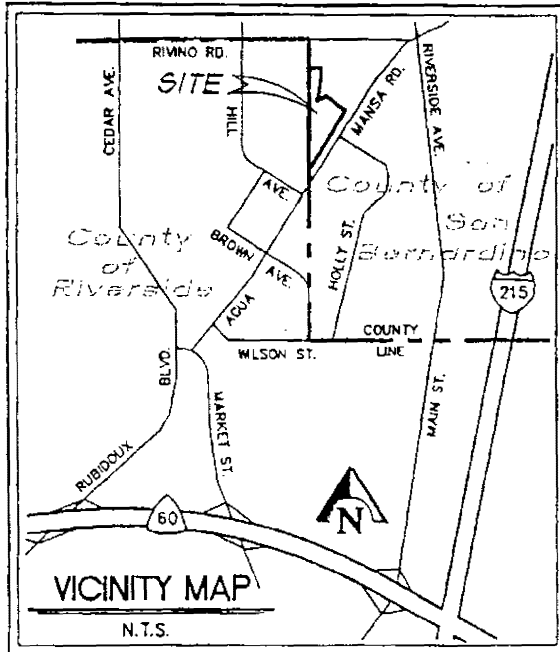 RIVINO RD.
SITE
CEDAR AVE.
HILL
AVE.
MANSA RD.
RIVERSIDE AVE.
County of
San
Bernardino
County
of
Riverside
BROWN AVE.
HOLLY ST.
AGUA
215
COUNTY
LINE
WILSON ST.
BLVD.
MARKET ST.
MAIN ST.
RUBIDOUX
60
N
VICINITY MAP
N.T.S.